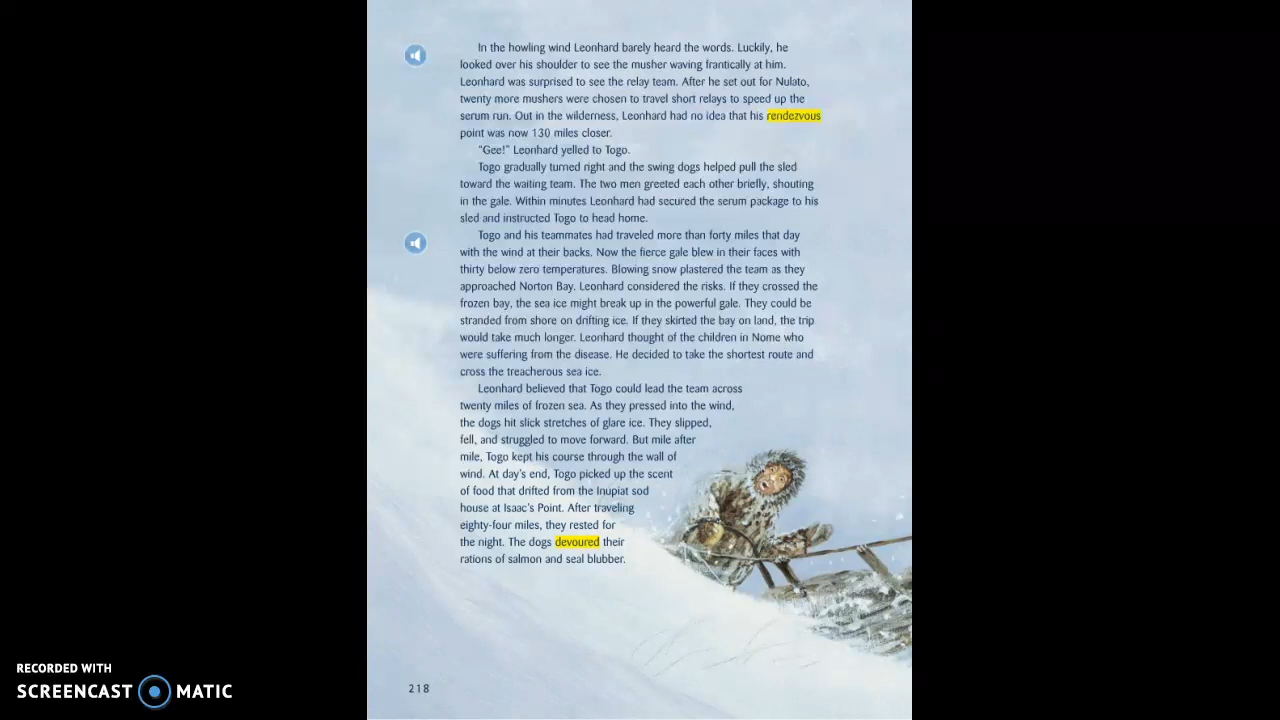 In the howling wind Leonhard barely heard the words. Luckily, he
looked over his shoulder to see the musher waving frantically at him.
Leonhard was surprised to see the relay team. After he set out for Nulato,
twenty more mushers were chosen to travel short relays to speed up the
serum run. Out in the wilderness, Leonhard had no idea that his rendezvous
point was now 130 miles closer.
“Gee!” Leonhard yelled to Togo.
Togo gradually turned right and the swing dogs helped pull the sled
toward the waiting team. The two men greeted each other briefly, shouting
in the gale. Within minutes Leonhard had secured the serum package to his
sled and instructed Togo to head home.
Togo and his teammates had traveled more than forty miles that day
with the wind at their backs. Now the fierce gale blew in their faces with
thirty below zero temperatures. Blowing snow plastered the team as they
approached Norton Bay. Leonhard considered the risks. If they crossed the
frozen bay, the sea ice might break up in the powerful gale. They could be
stranded from shore on drifting ice. If they skirted the bay on land, the trip
would take much longer. Leonhard thought of the children in Nome who
were suffering from the disease. He decided to take the shortest route and
cross the treacherous sea ice.
Leonhard believed that Togo could lead the team across
twenty miles of frozen sea. As they pressed into the wind,
the dogs hit slick stretches of glare ice. They slipped,
fell, and struggled to move forward. But mile after
mile, Togo kept his course through the wall of
wind. At day’s end, Togo picked up the scent
of food that drifted from the Inupiat sod
house at Isaac’s Point. After traveling
eighty-four miles, they rested for
the night. The dogs devoured their
rations of salmon and seal blubber.
218
RECORDED WITH
SCREENCAST MATIC